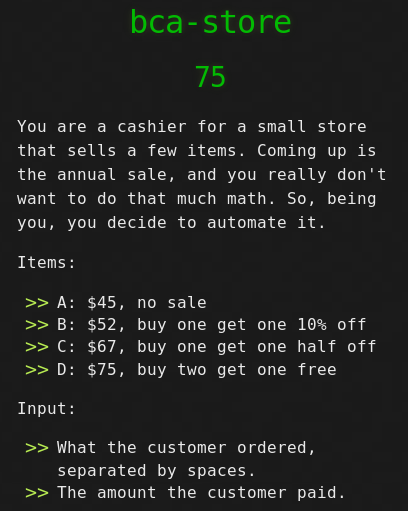 bca-store
75
You are a cashier for a small store
that sells a few items. Coming up is
the annual sale, and you really don't
want to do that much math. So, being
you, you decide to automate it.
Items:
>> A: $45, no sale
>> B: $52, buy one get one 10% off
>> C: $67, buy one get one half off
>> D: $75, buy two get one free
Input:
>> What the customer ordered,
separated by spaces.
>> The amount the customer paid.